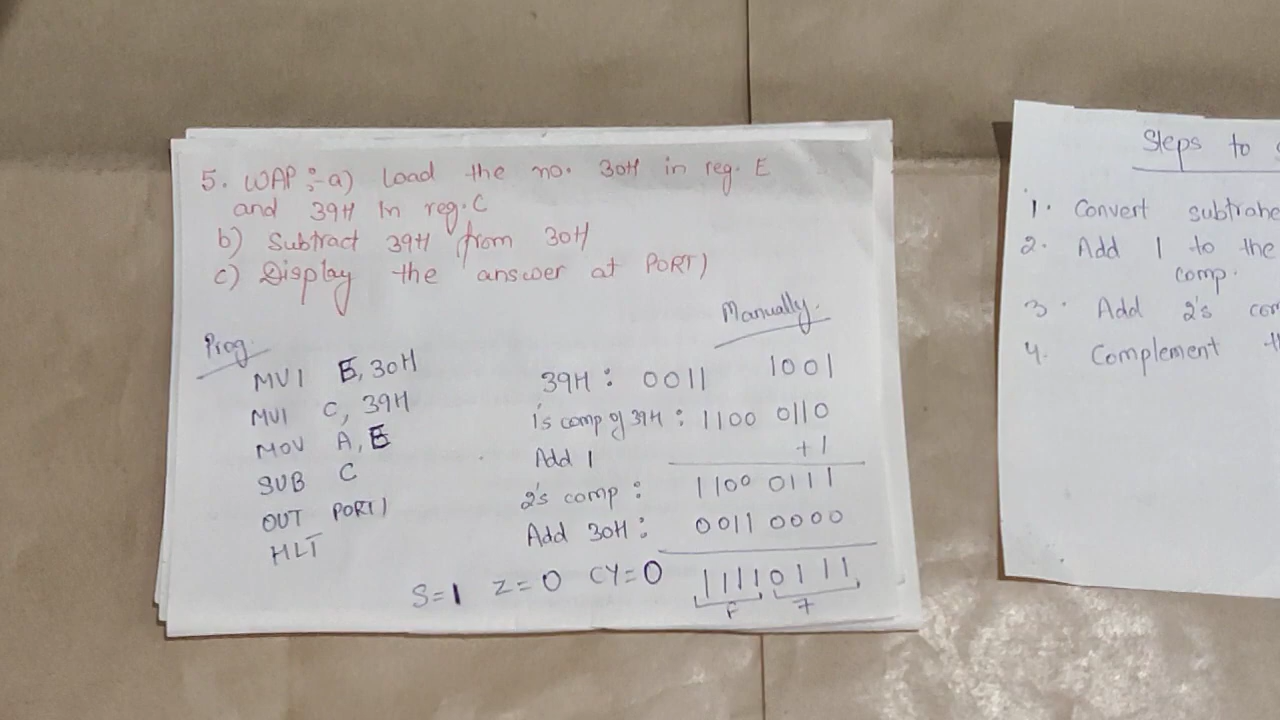 5. WAP :- a) Load the no. 30H in reg. E
and 39H in reg. C
b) Subtract 39H from 30H
c) Display the answer at PORT1
Prog.
MVI E, 30H
MVI C, 39H
MOV A, E
SUB C
OUT PORT1
HLT
Manually.
39H : 0011 1001
1's comp of 39H : 1100 0110
Add 1 +1
2's comp : 1100 0111
Add 30H : 0011 0000
S=1 Z=0 CY=0 1111 0111
F 7
Steps to
1. Convert
2. Add 1 to the
comp.
3. Add 2's
4. Complement